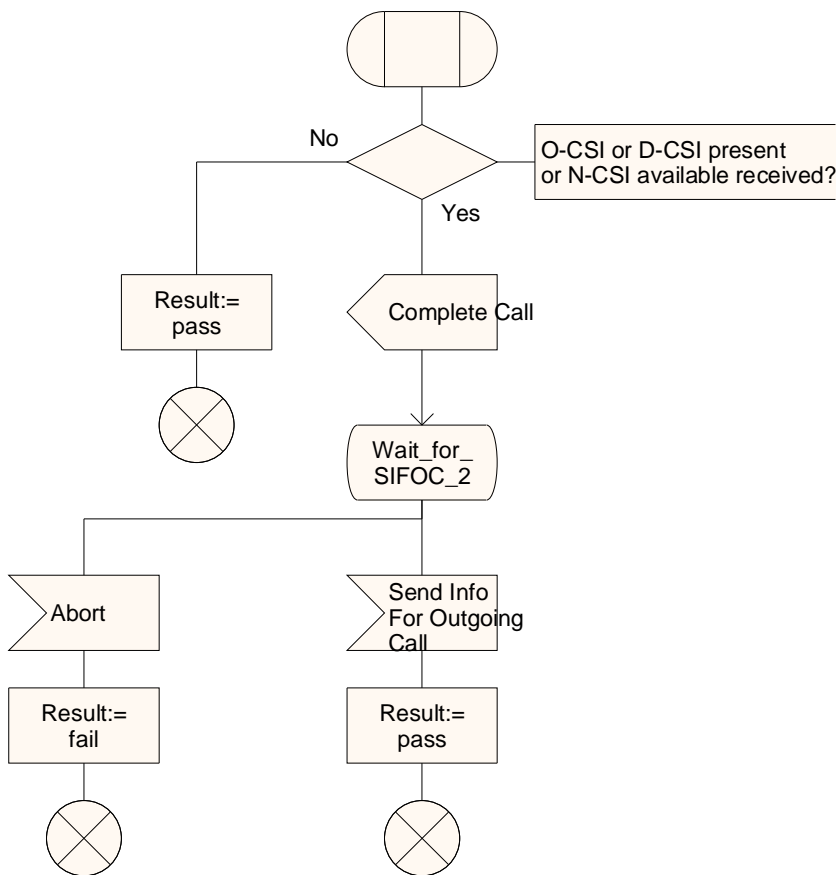 No
O-CSI or D-CSI present
or N-CSI available received?
Yes
Result:=
pass
Complete Call
Wait_for_
SIFOC_2
Abort
Send Info
For Outgoing
Call
Result:=
fail
Result:=
pass